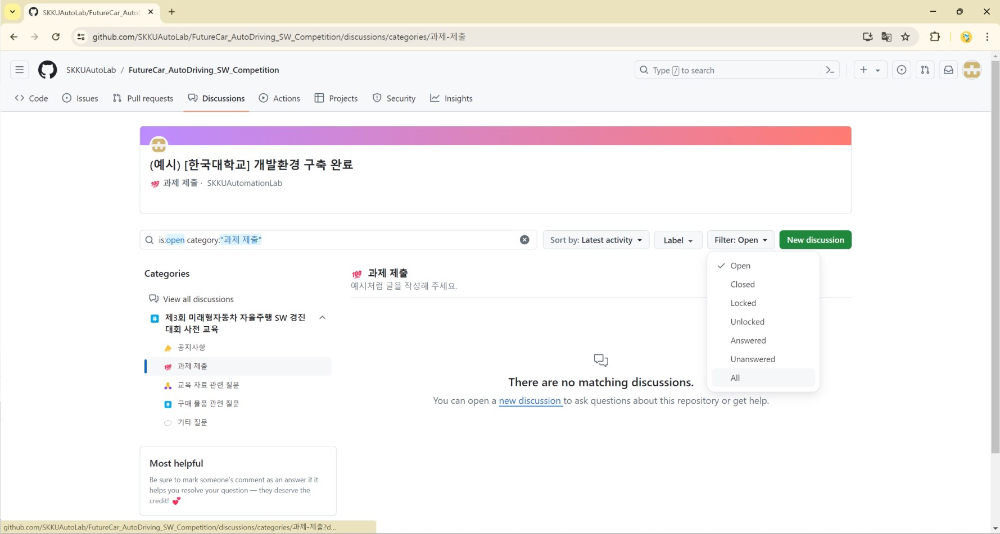 SKKUAutoLab/FutureCar_AutoD
github.com/SKKUAutoLab/FutureCar_AutoDriving_SW_Competition/discussions/categories/과제-제출
SKKUAutoLab / FutureCar_AutoDriving_SW_Competition
Type / to search
Code Issues Pull requests Discussions Actions Projects Security Insights
(예시) [한국대학교] 개발환경 구축 완료
💯 과제 제출 · SKKUAutomationLab
is:open category:"과제 제출"
Sort by: Latest activity
Label
Filter: Open
New discussion
Open
Closed
Locked
Unlocked
Answered
Unanswered
All
Categories
View all discussions
제3회 미래형자동차 자율주행 SW 경진
대회 사전 교육
공지사항
💯 과제 제출
교육 자료 관련 질문
구매 물품 관련 질문
기타 질문
💯 과제 제출
예시처럼 글을 작성해 주세요.
There are no matching discussions.
You can open a new discussion to ask questions about this repository or get help.
Most helpful
Be sure to mark someone's comment as an answer if it
helps you resolve your question — they deserve the
credit! 💕
github.com/SKKUAutoLab/FutureCar_AutoDriving_SW_Competition/discussions/categories/과제-제출?d...